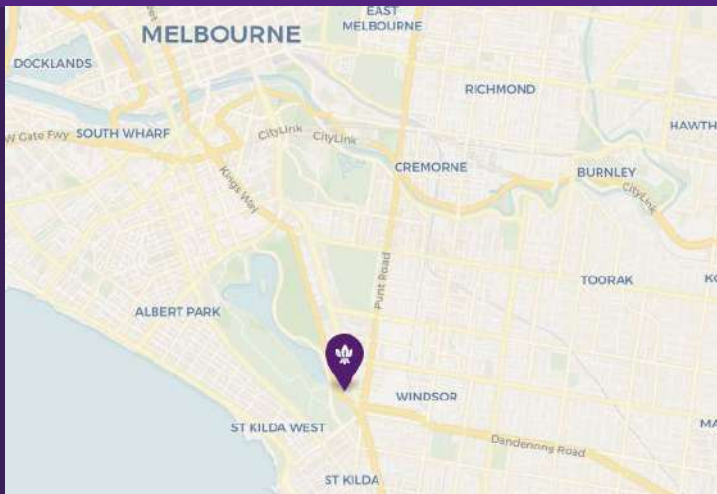 EAST
MELBOURNE
MELBOURNE
DOCKLANDS
RICHMOND
W Gate Fwy
SOUTH WHARF
CityLink
CityLink
HAWTH
CREMORNE
BURNLEY
CityLink
Kings Way
Punt Road
TOORAK
KO
ALBERT PARK
WINDSOR
MA
ST KILDA WEST
Dandenong Road
ST KILDA